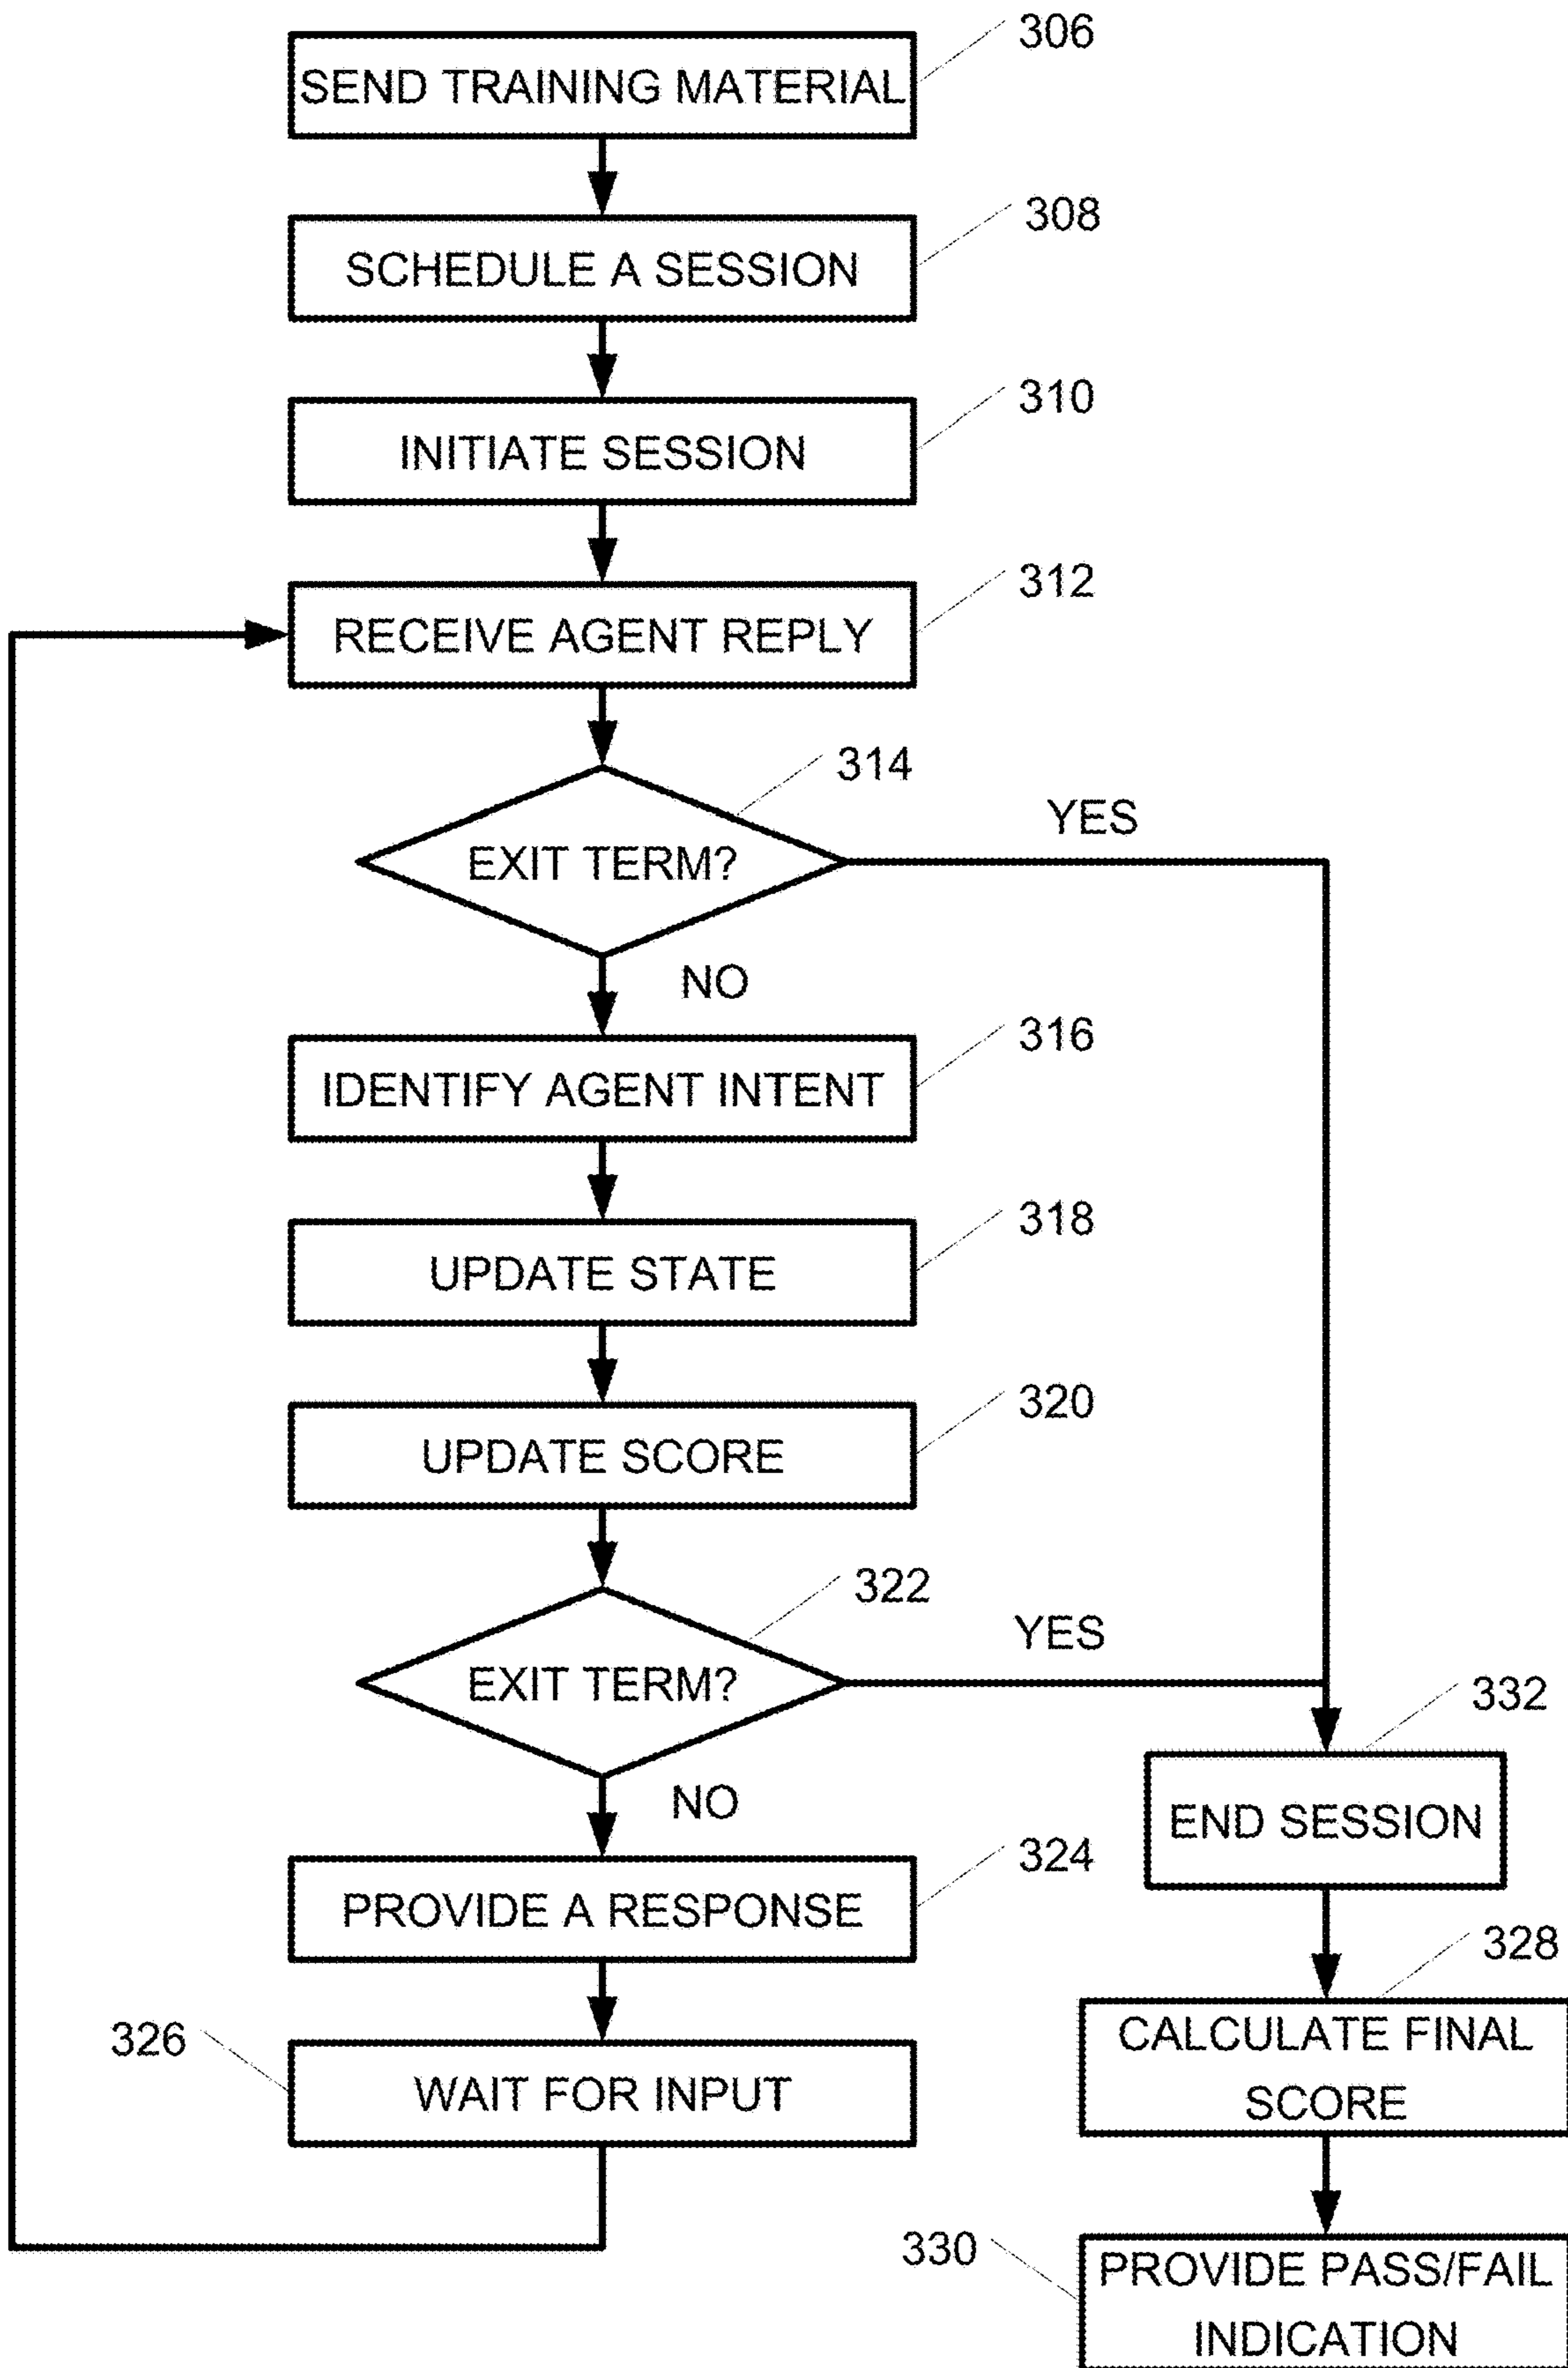 306
SEND TRAINING MATERIAL
308
SCHEDULE A SESSION
310
INITIATE SESSION
312
RECEIVE AGENT REPLY
314
YES
EXIT TERM?
NO
316
IDENTIFY AGENT INTENT
318
UPDATE STATE
320
UPDATE SCORE
322
YES
EXIT TERM?
NO
324
PROVIDE A RESPONSE
326
WAIT FOR INPUT
332
END SESSION
328
CALCULATE FINAL
SCORE
330
PROVIDE PASS/FAIL
INDICATION